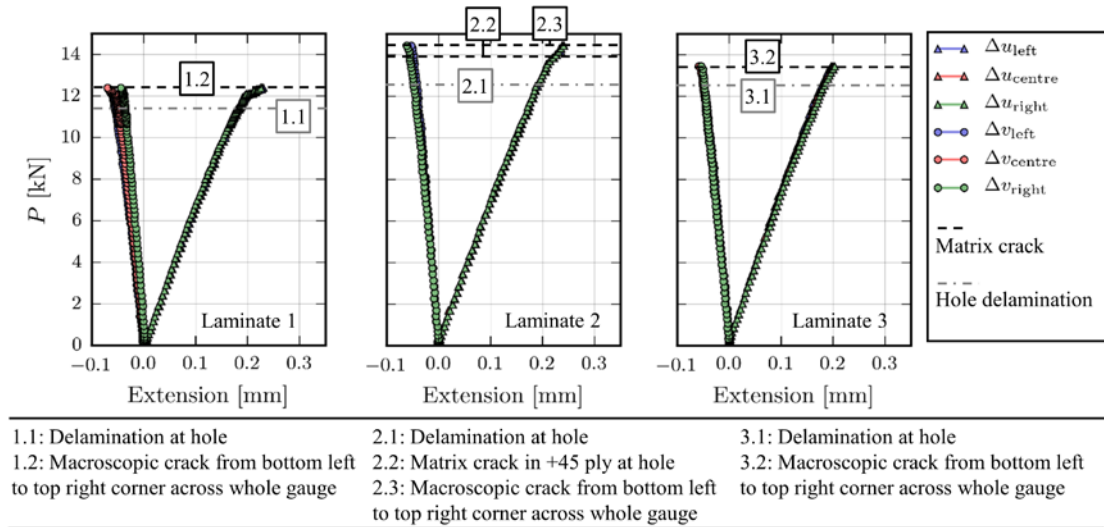 2.2 2.3
14
12
10
8
6
4
2
0
P [kN]
1.2
1.1
Laminate 1
−0.1 0.0 0.1 0.2 0.3
Extension [mm]
2.1
Laminate 2
−0.1 0.0 0.1 0.2 0.3
Extension [mm]
3.2
3.1
Laminate 3
−0.1 0.0 0.1 0.2 0.3
Extension [mm]
Δu_left
Δu_centre
Δu_right
Δv_left
Δv_centre
Δv_right
Matrix crack
Hole delamination
1.1: Delamination at hole
1.2: Macroscopic crack from bottom left
to top right corner across whole gauge
2.1: Delamination at hole
2.2: Matrix crack in +45 ply at hole
2.3: Macroscopic crack from bottom left
to top right corner across whole gauge
3.1: Delamination at hole
3.2: Macroscopic crack from bottom left
to top right corner across whole gauge